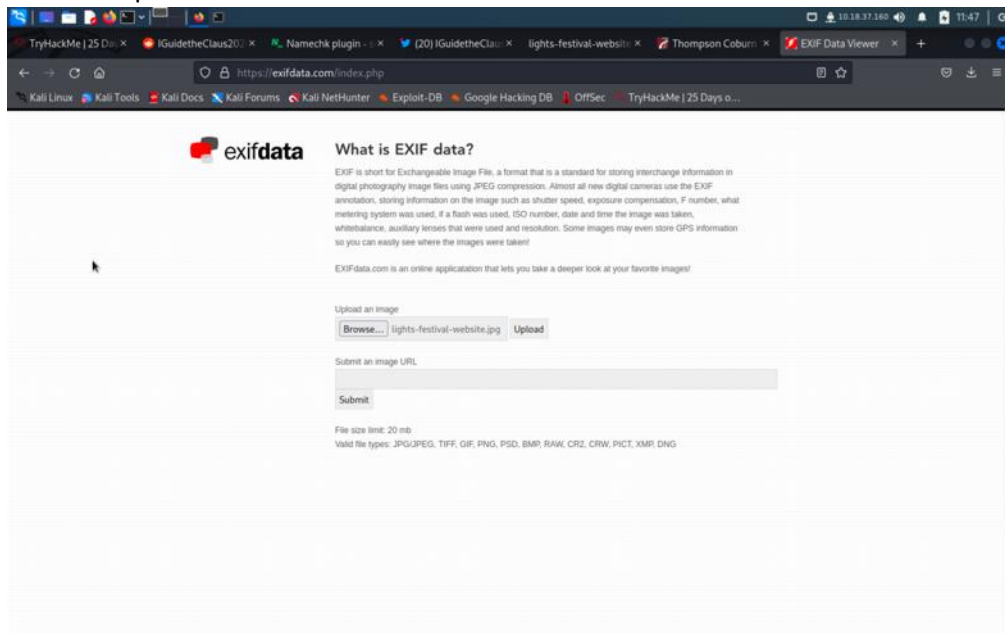 10.18.37.160
11:47
TryHackMe | 25 Da
IGuidetheClaus202
Namechk plugin -
(20) IGuidetheClau
lights-festival-website
Thompson Coburn
EXIF Data Viewer
https://exifdata.com/index.php
Kali Linux
Kali Tools
Kali Docs
Kali Forums
Kali NetHunter
Exploit-DB
Google Hacking DB
OffSec
TryHackMe | 25 Days o...
exifdata
What is EXIF data?
EXIF is short for Exchangeable Image File, a format that is a standard for storing interchange information in
digital photography image files using JPEG compression. Almost all new digital cameras use the EXIF
annotation, storing information on the image such as shutter speed, exposure compensation, F number, what
metering system was used, if a flash was used, ISO number, date and time the image was taken,
whitebalance, auxiliary lenses that were used and resolution. Some images may even store GPS information
so you can easily see where the images were taken!
EXIFdata.com is an online applicatation that lets you take a deeper look at your favorite images!
Upload an image
Browse... lights-festival-website.jpg Upload
Submit an image URL
Submit
File size limit: 20 mb
Valid file types: JPG/JPEG, TIFF, GIF, PNG, PSD, BMP, RAW, CR2, CRW, PICT, XMP, DNG